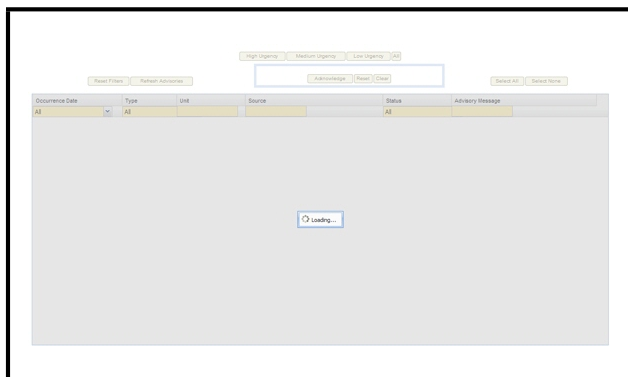 High Urgency Medium Urgency Low Urgency All
Reset Filters Refresh Advisories Acknowledge Reset Clear Select All Select None
Occurrence Date Type Unit Source Status Advisory Message
All All All
Loading...